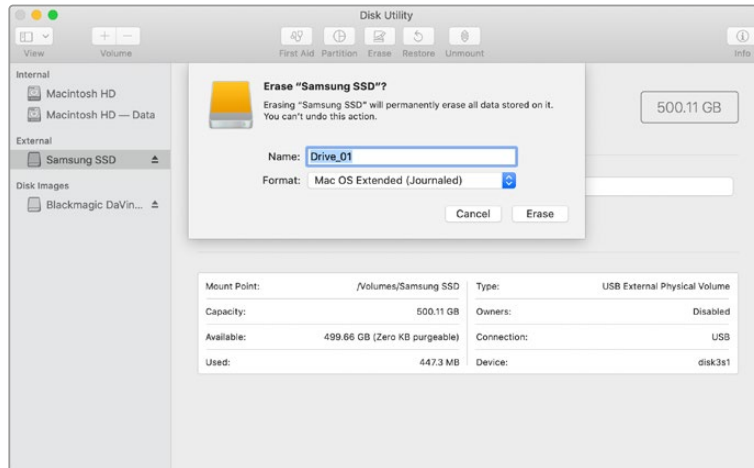 Disk Utility
View
Volume
First Aid
Partition
Erase
Restore
Unmount
Info
Internal
Macintosh HD
Macintosh HD — Data
External
Samsung SSD
Disk Images
Blackmagic DaVin...
Erase “Samsung SSD”?
Erasing “Samsung SSD” will permanently erase all data stored on it.
You can’t undo this action.
Name: Drive_01
Format: Mac OS Extended (Journaled)
Cancel
Erase
500.11 GB
Mount Point: /Volumes/Samsung SSD
Capacity: 500.11 GB
Available: 499.66 GB (Zero KB purgeable)
Used: 447.3 MB
Type: USB External Physical Volume
Owners: Disabled
Connection: USB
Device: disk3s1